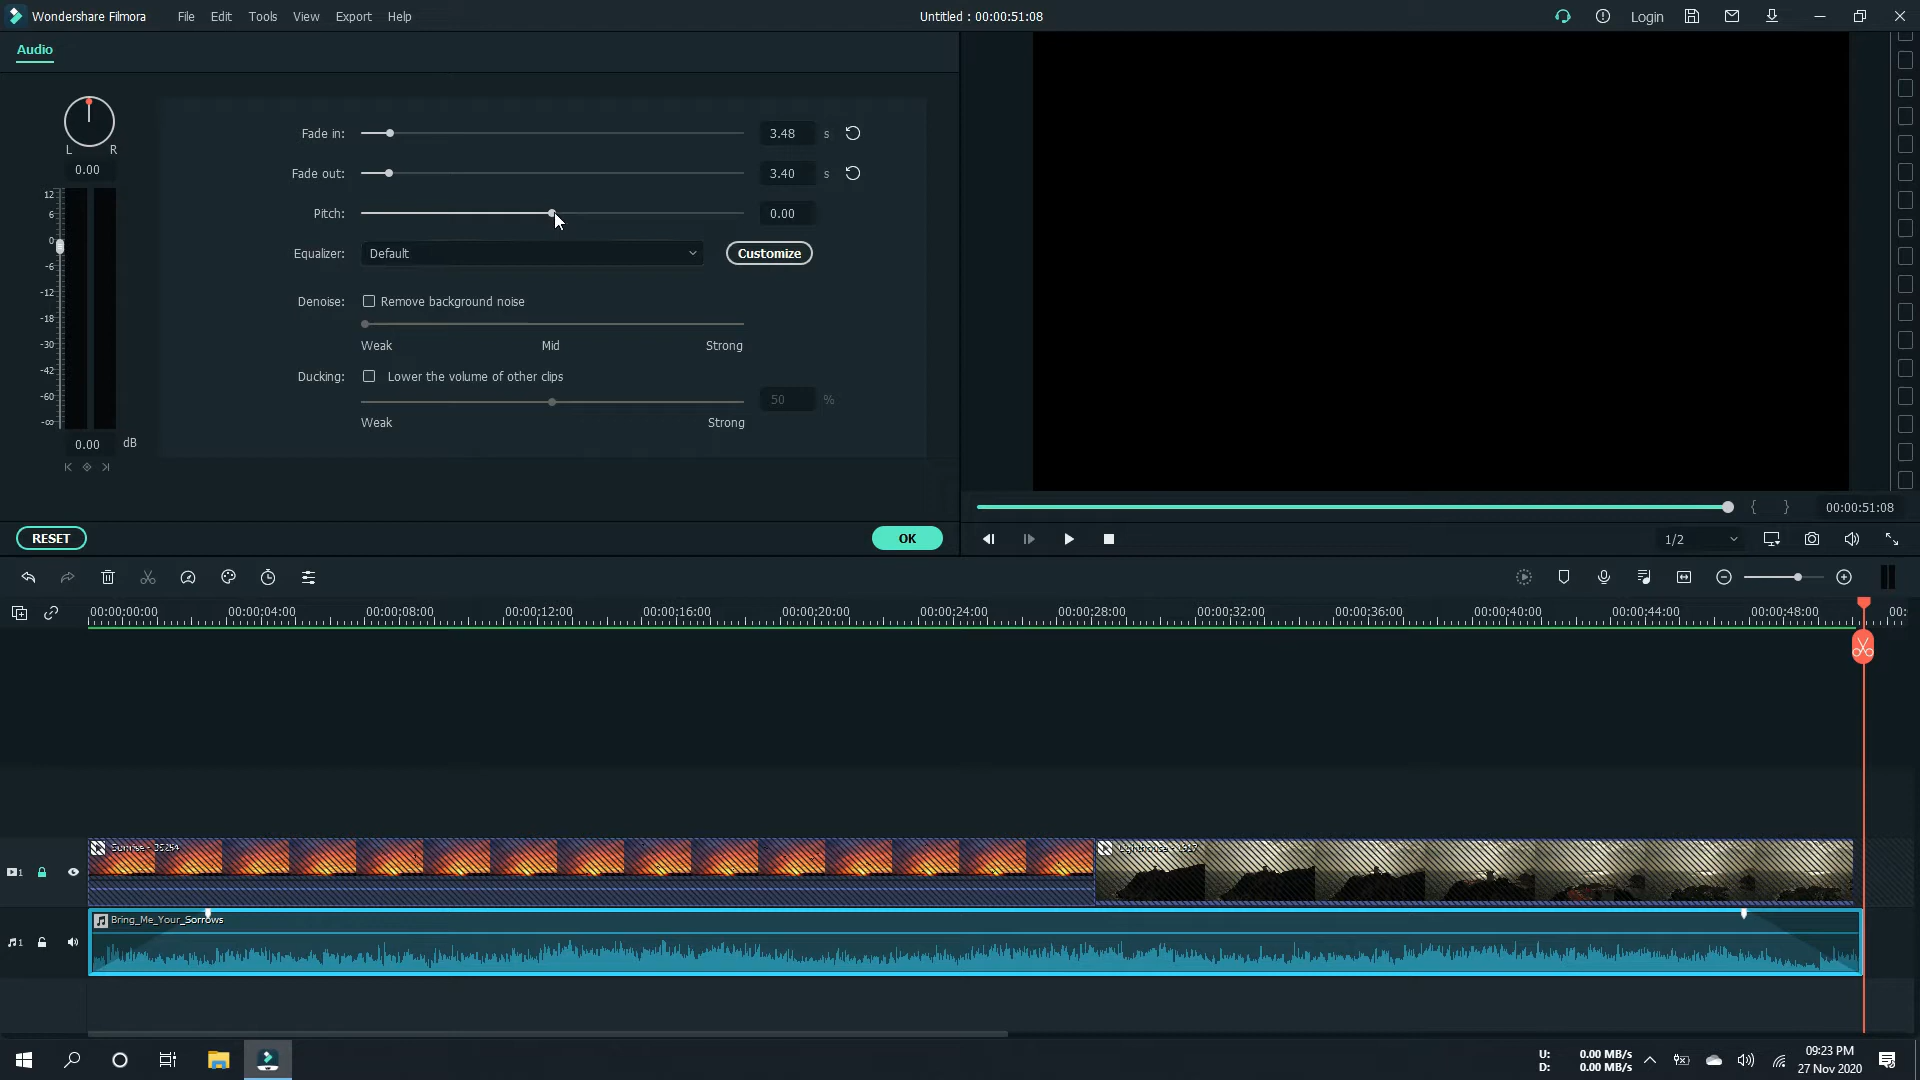 Wondershare Filmora File Edit Tools View Export Help Untitled : 00:00:51:08 Login
Audio
L R
0.00
12
6
0
-6
-12
-18
-30
-42
-60
-∞
0.00 dB
Fade in: 3.48 s
Fade out: 3.40 s
Pitch: 0.00
Equalizer: Default Customize
Denoise: Remove background noise
Weak Mid Strong
Ducking: Lower the volume of other clips
50 %
Weak Strong
{ } 00:00:51:08
RESET OK
1/2
00:00:00:00 00:00:04:00 00:00:08:00 00:00:12:00 00:00:16:00 00:00:20:00 00:00:24:00 00:00:28:00 00:00:32:00 00:00:36:00 00:00:40:00 00:00:44:00 00:00:48:00 00:
Sunrise - 35254
1
Bring_Me_Your_Sorrows
1
U: 0.00 MB/s
D: 0.00 MB/s
09:23 PM
27 Nov 2020